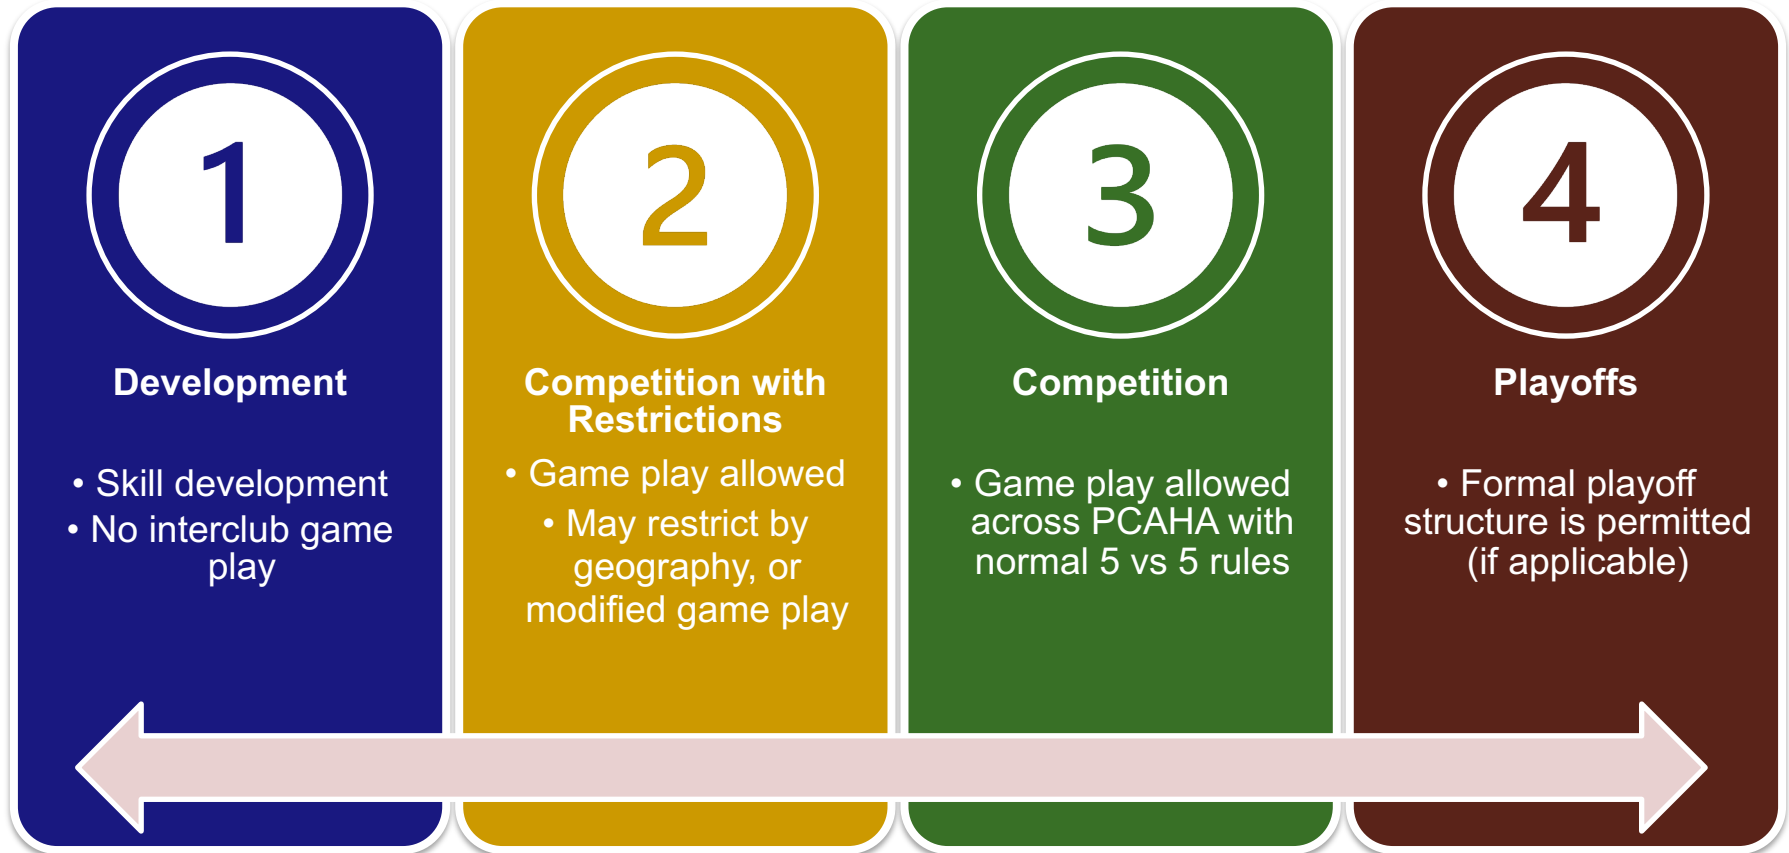 1
Development
• Skill development
• No interclub game
play
2
Competition with
Restrictions
• Game play allowed
• May restrict by
geography, or
modified game play
3
Competition
• Game play allowed
across PCAHA with
normal 5 vs 5 rules
4
Playoffs
• Formal playoff
structure is permitted
(if applicable)